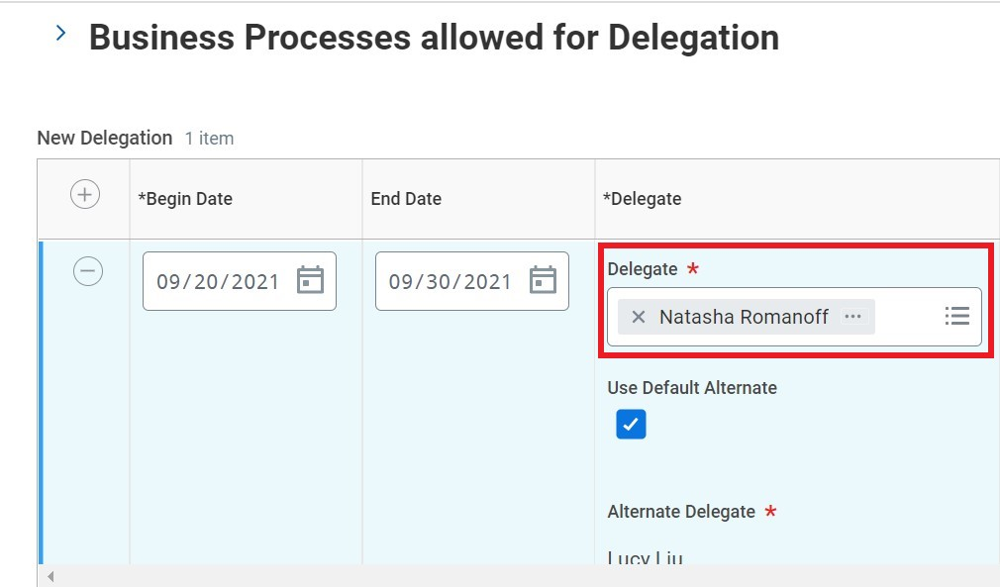 Business Processes allowed for Delegation
New Delegation 1 item
*Begin Date End Date *Delegate
09/20/2021 09/30/2021
Delegate *
Natasha Romanoff
Use Default Alternate
Alternate Delegate *
Lucy Liu